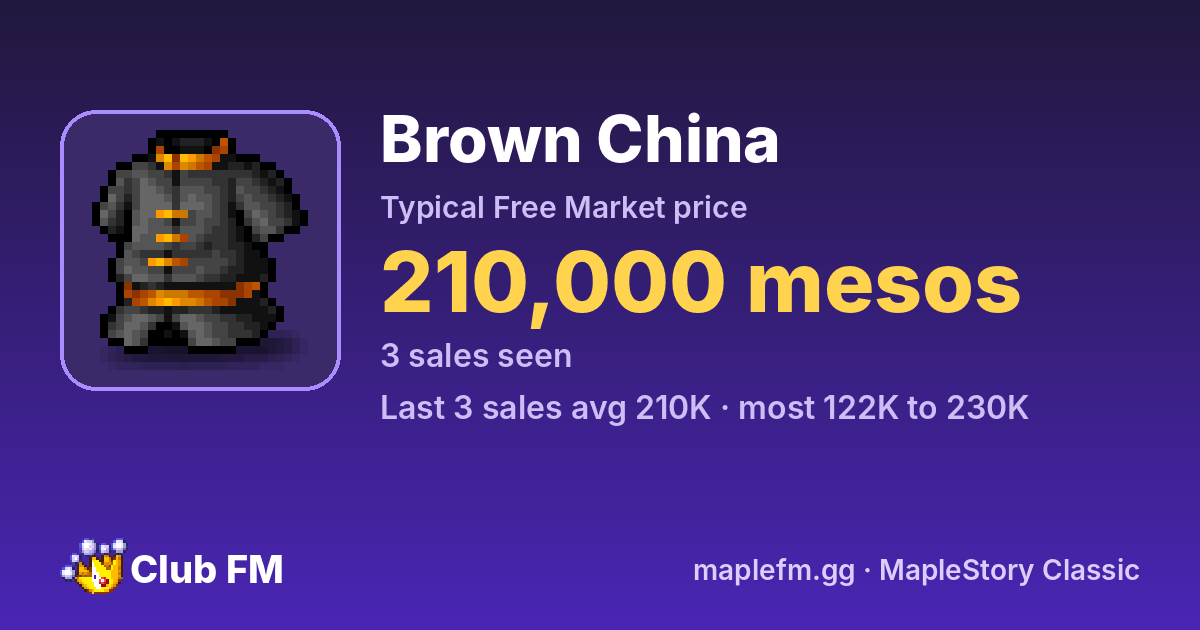 Brown China
Typical Free Market price
210,000 mesos
3 sales seen
Last 3 sales avg 210K · most 122K to 230K
Club FM
maplefm.gg · MapleStory Classic